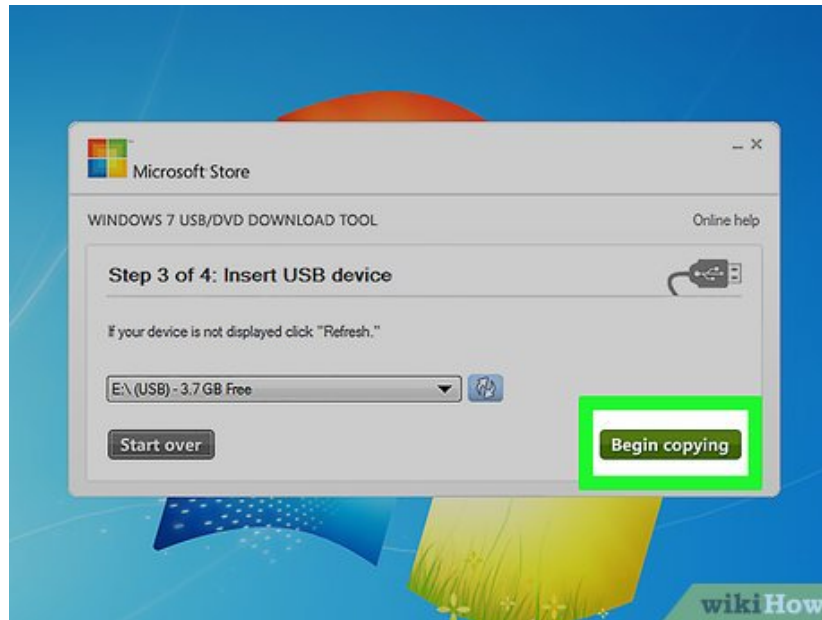 Microsoft Store
WINDOWS 7 USB/DVD DOWNLOAD TOOL Online help
Step 3 of 4: Insert USB device
If your device is not displayed click "Refresh."
E:\ (USB) - 3.7 GB Free
Start over Begin copying
wikiHow